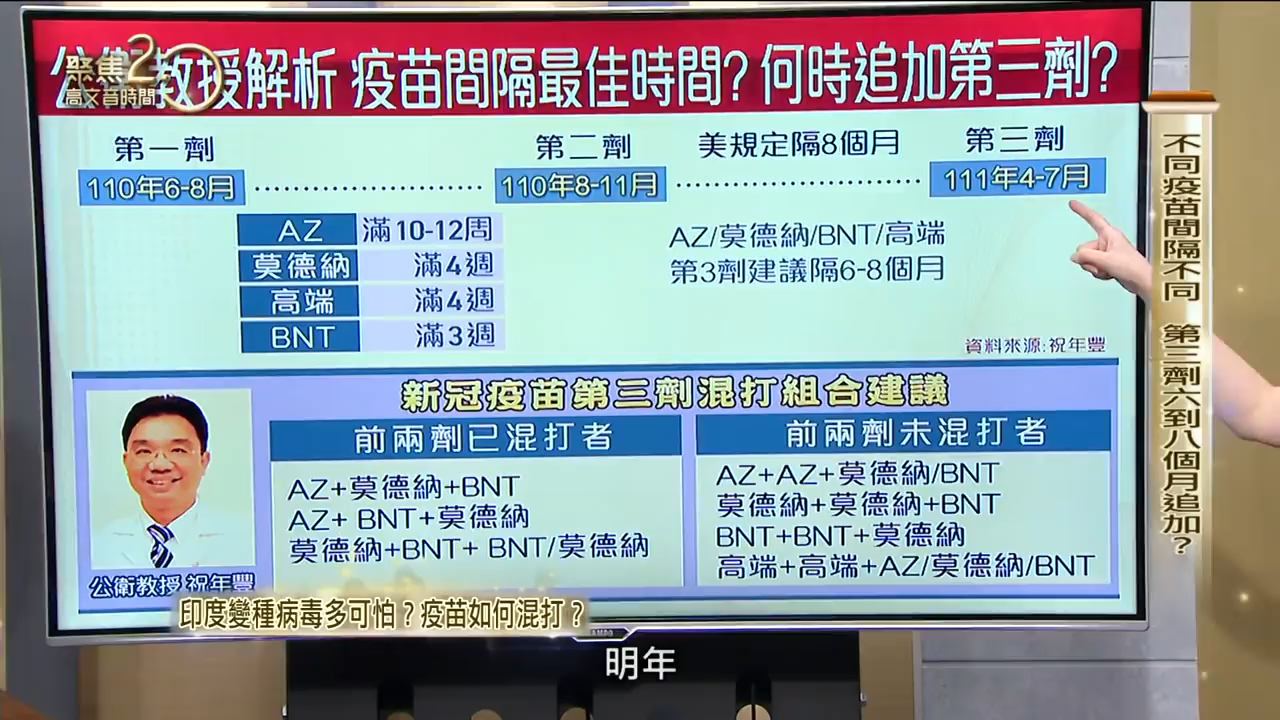 公衛教授解析 疫苗間隔最佳時間? 何時追加第三劑?
聚焦2.0
高文音時間
第一劑
110年6-8月
第二劑
110年8-11月
美規定隔8個月
第三劑
111年4-7月
AZ 滿10-12周
莫德納 滿4週
高端 滿4週
BNT 滿3週
AZ/莫德納/BNT/高端
第3劑建議隔6-8個月
資料來源:祝年豐
新冠疫苗第三劑混打組合建議
前兩劑已混打者
AZ+莫德納+BNT
AZ+ BNT+莫德納
莫德納+BNT+ BNT/莫德納
前兩劑未混打者
AZ+AZ+莫德納/BNT
莫德納+莫德納+BNT
BNT+BNT+莫德納
高端+高端+AZ/莫德納/BNT
公衛教授 祝年豐
不同疫苗間隔不同 第三劑六到八個月追加?
印度變種病毒多可怕?疫苗如何混打?
明年